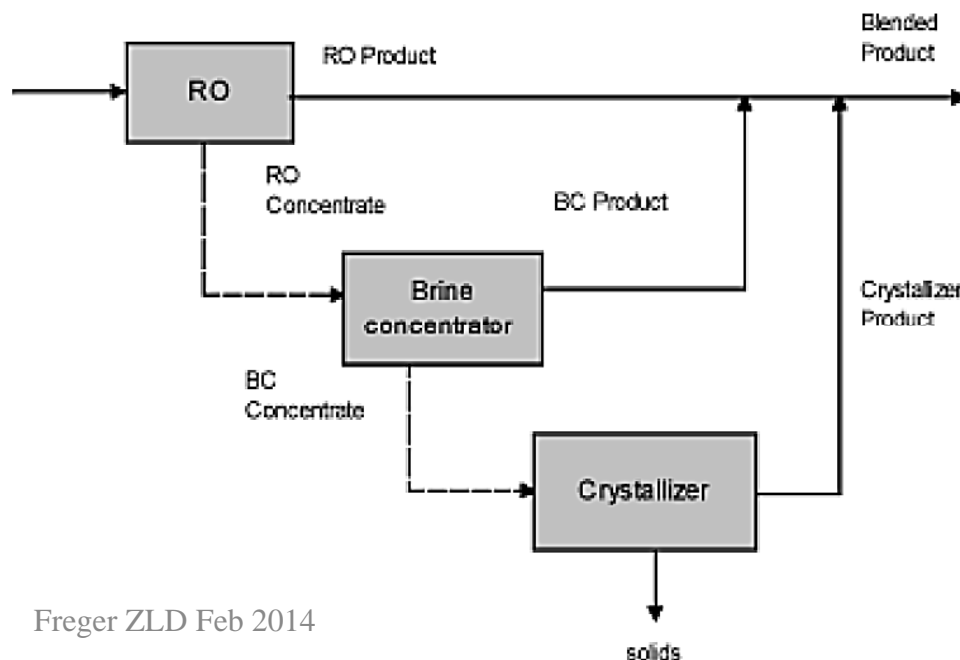 Blended
Product
RO Product
RO
RO
Concentrate
BC Product
Brine
concentrator
Crystallizer
Product
BC
Concentrate
Crystallizer
Freger ZLD Feb 2014
solids